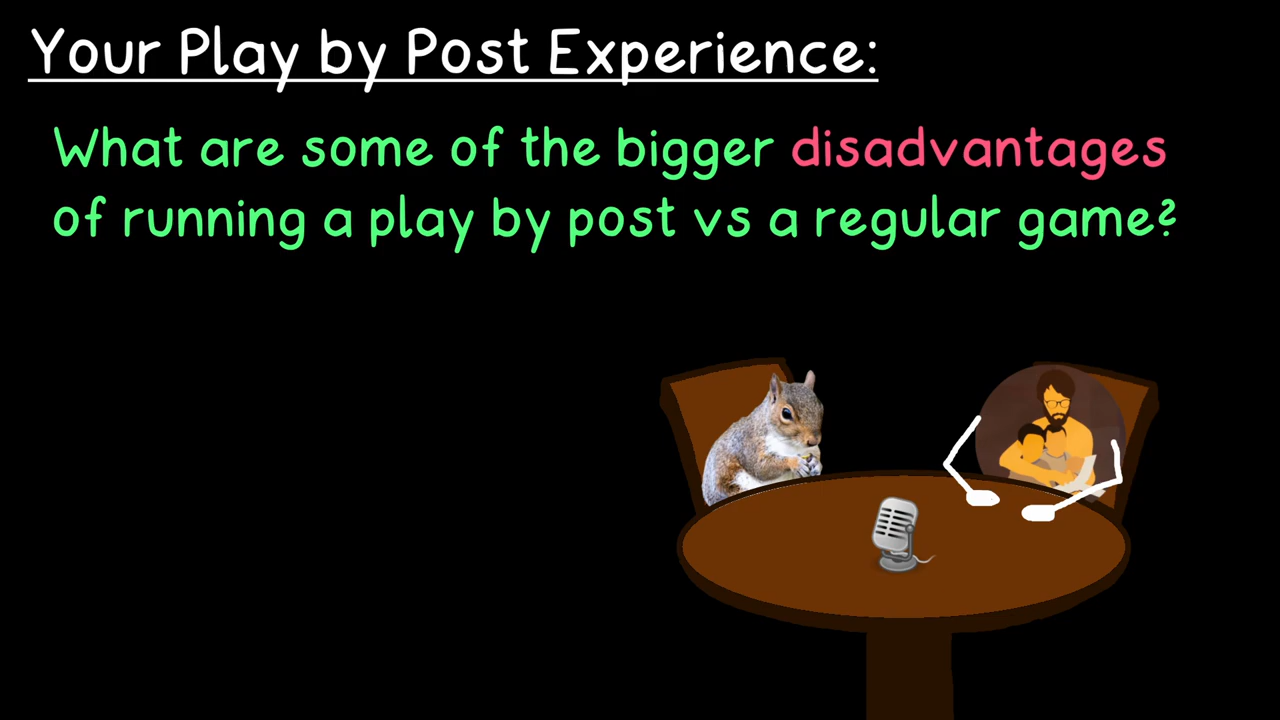 Your Play by Post Experience:
What are some of the bigger disadvantages
of running a play by post vs a regular game?